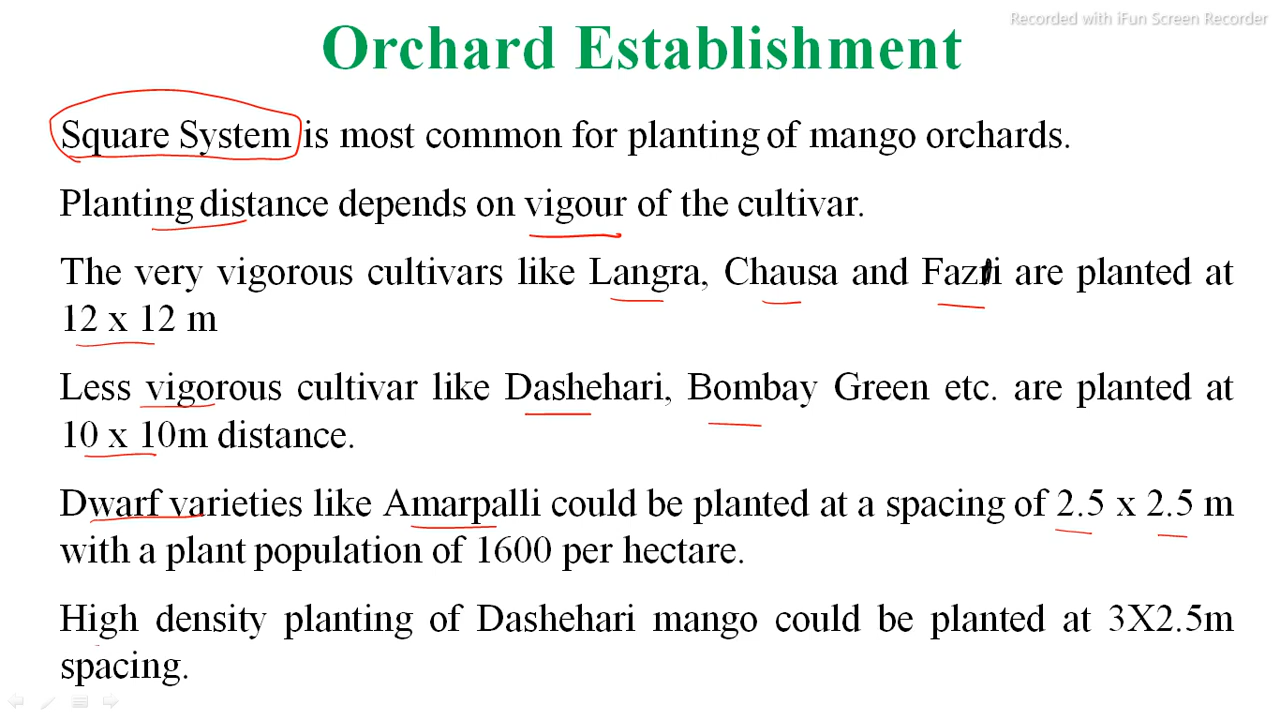 Recorded with iFun Screen Recorder
Orchard Establishment
Square System is most common for planting of mango orchards.
Planting distance depends on vigour of the cultivar.
The very vigorous cultivars like Langra, Chausa and Fazri are planted at
12 x 12 m
Less vigorous cultivar like Dashehari, Bombay Green etc. are planted at
10 x 10m distance.
Dwarf varieties like Amarpalli could be planted at a spacing of 2.5 x 2.5 m
with a plant population of 1600 per hectare.
High density planting of Dashehari mango could be planted at 3X2.5m
spacing.